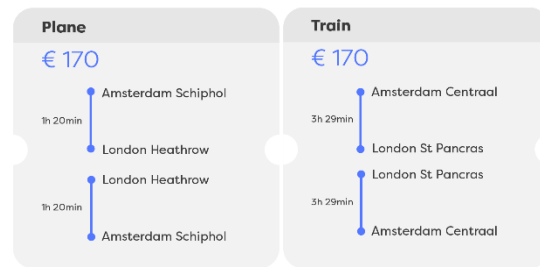 Plane
€ 170
Amsterdam Schiphol
1h 20min
London Heathrow
London Heathrow
1h 20min
Amsterdam Schiphol
Train
€ 170
Amsterdam Centraal
3h 29min
London St Pancras
London St Pancras
3h 29min
Amsterdam Centraal